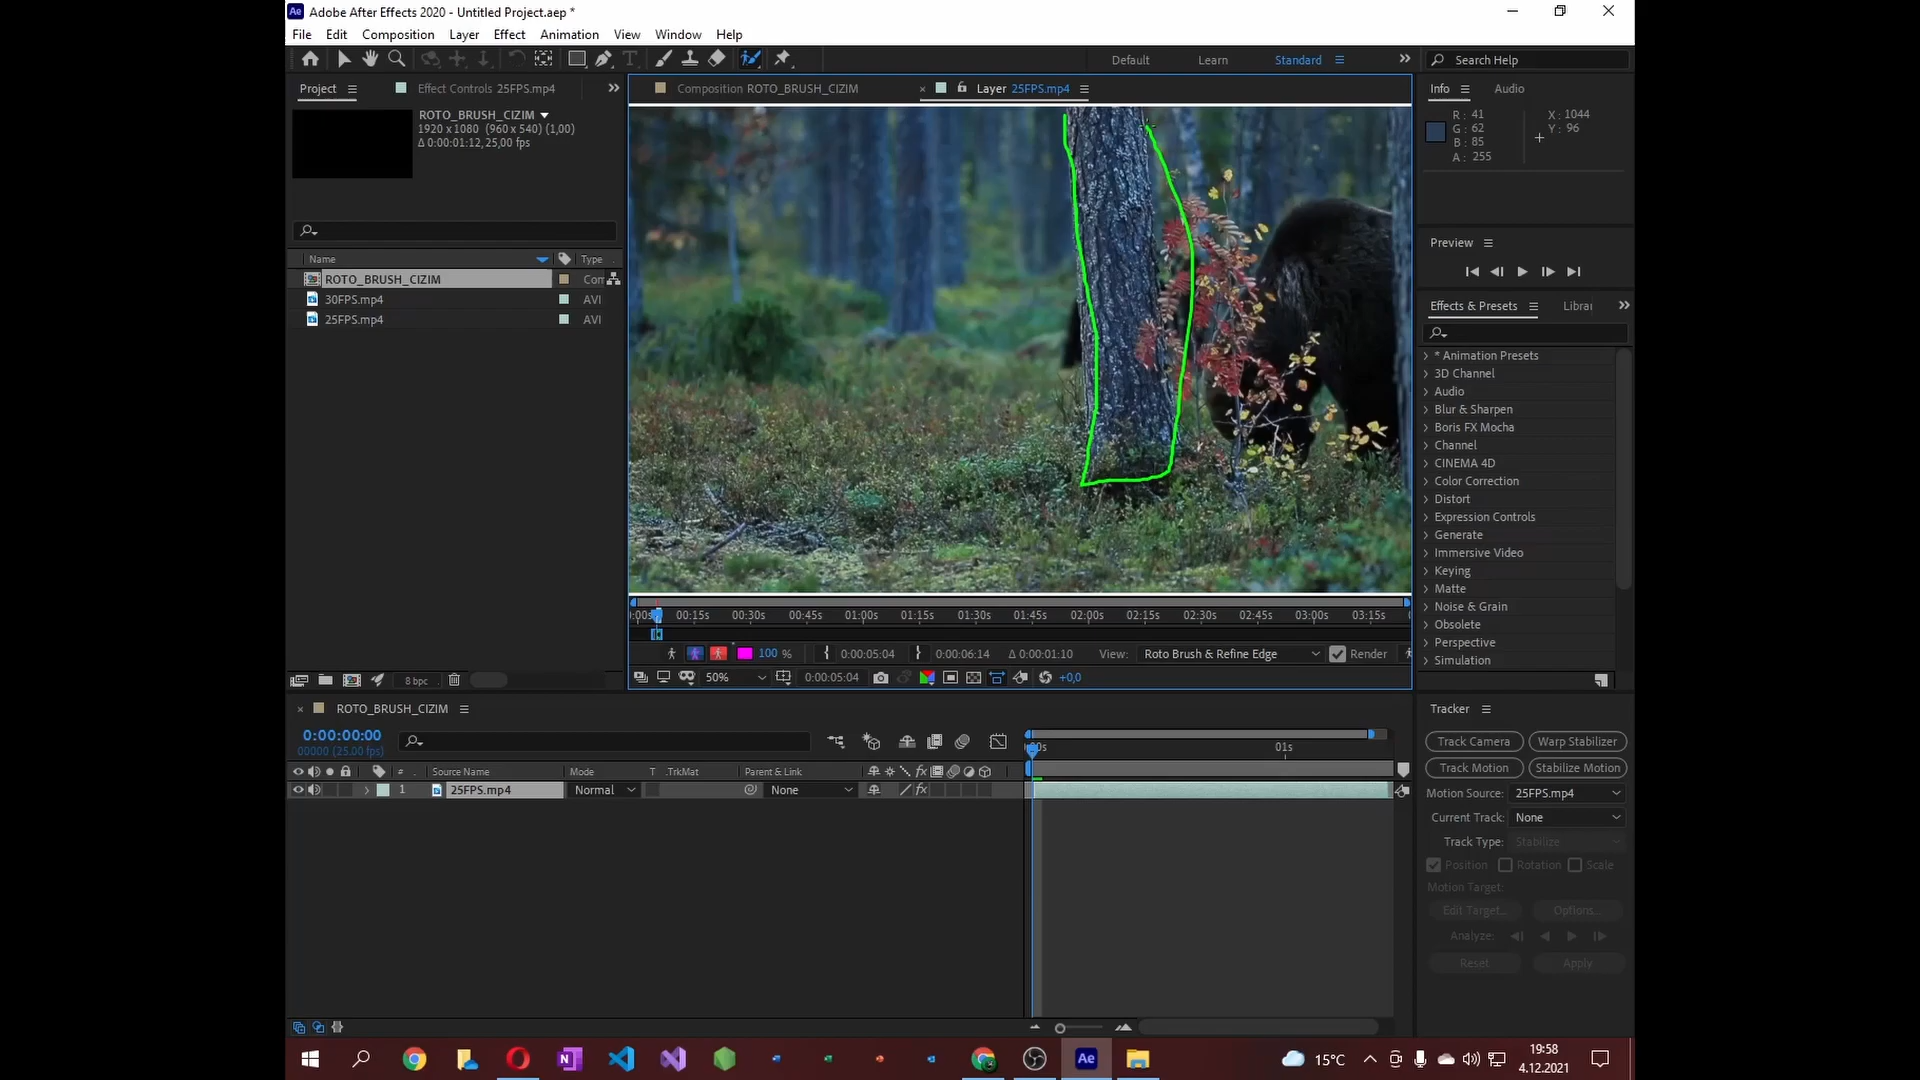 Adobe After Effects 2020 - Untitled Project.aep *
File Edit Composition Layer Effect Animation View Window Help
Default Learn Standard Search Help
Project Effect Controls 25FPS.mp4
Composition ROTO_BRUSH_CIZIM
Layer 25FPS.mp4
Info Audio
ROTO_BRUSH_CIZIM
1920 x 1080 (960 x 540) (1,00)
Δ 0:00:01:12, 25,00 fps
R: 41
G: 62
B: 85
A: 255
X: 1044
Y: 96
Preview
Name Type
ROTO_BRUSH_CIZIM Con
30FPS.mp4 AVI
25FPS.mp4 AVI
Effects & Presets Librar
* Animation Presets
3D Channel
Audio
Blur & Sharpen
Boris FX Mocha
Channel
CINEMA 4D
Color Correction
Distort
Expression Controls
Generate
Immersive Video
Keying
Matte
Noise & Grain
Obsolete
Perspective
Simulation
00s 00:15s 00:30s 00:45s 01:00s 01:15s 01:30s 01:45s 02:00s 02:15s 02:30s 02:45s 03:00s 03:15s
100 % 0:00:05:04 0:00:06:14 Δ 0:00:01:10 View: Roto Brush & Refine Edge Render
8 bpc 50% 0:00:05:04 +0,0
ROTO_BRUSH_CIZIM
0:00:00:00
00000 (25.00 fps)
00s 01s
# Source Name Mode T .TrkMat Parent & Link
1 25FPS.mp4 Normal None
Tracker
Track Camera Warp Stabilizer
Track Motion Stabilize Motion
Motion Source: 25FPS.mp4
Current Track: None
Track Type: Stabilize
Position Rotation Scale
Motion Target:
Edit Target... Options...
Analyze:
Reset Apply
15°C
19:58
4.12.2021